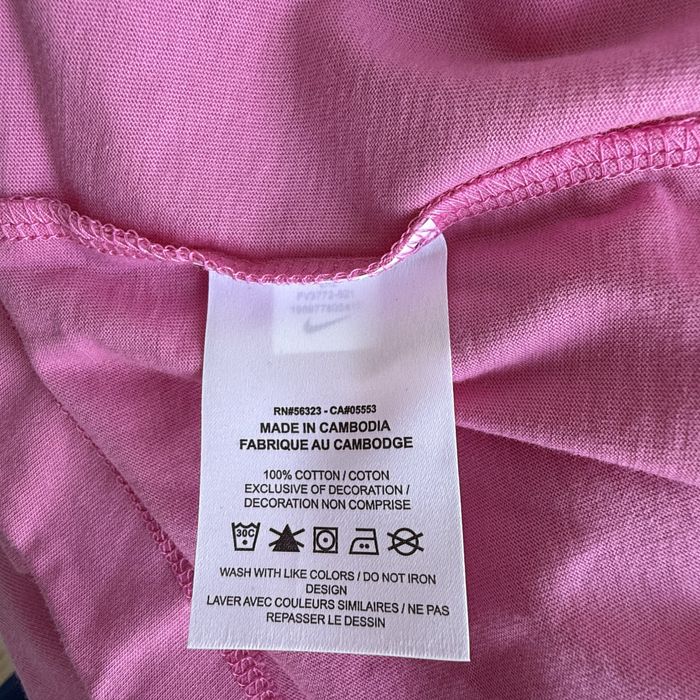 RN#56323 - CA#05553
MADE IN CAMBODIA
FABRIQUE AU CAMBODGE
100% COTTON / COTON
EXCLUSIVE OF DECORATION /
DECORATION NON COMPRISE
30C
WASH WITH LIKE COLORS / DO NOT IRON
DESIGN
LAVER AVEC COULEURS SIMILAIRES / NE PAS
REPASSER LE DESSIN